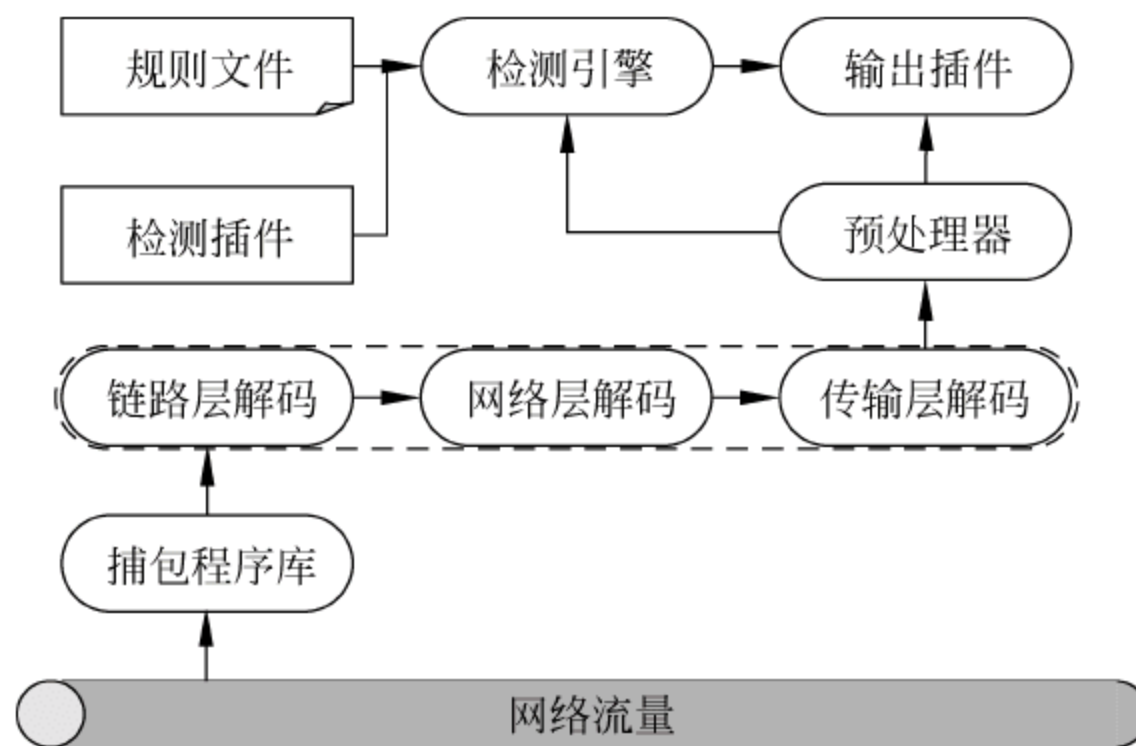 规则文件
检测引擎
输出插件
检测插件
预处理器
链路层解码
网络层解码
传输层解码
捕包程序库
网络流量